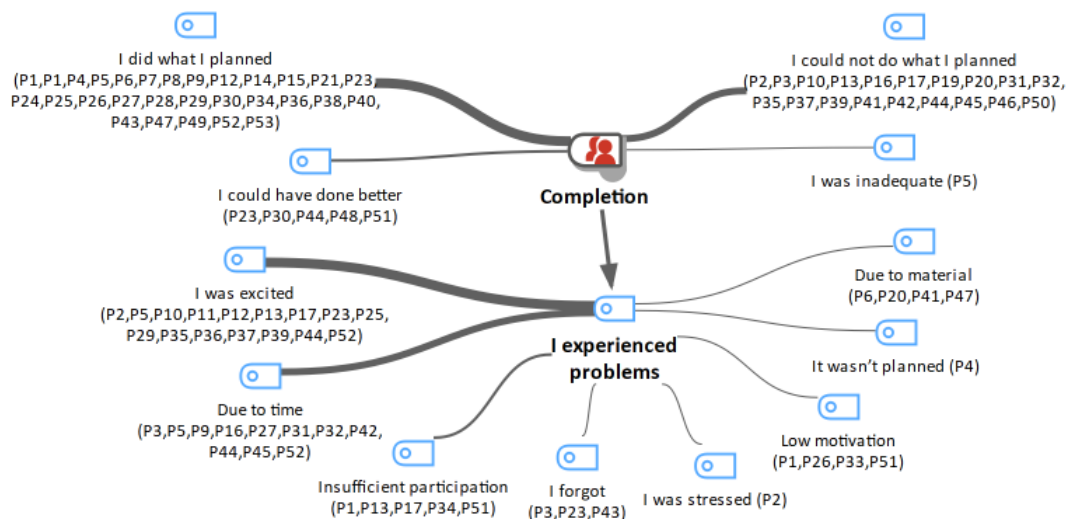 I did what I planned
(P1,P1,P4,P5,P6,P7,P8,P9,P12,P14,P15,P21,P23,
P24,P25,P26,P27,P28,P29,P30,P34,P36,P38,P40,
P43,P47,P49,P52,P53)
I could not do what I planned
(P2,P3,P10,P13,P16,P17,P19,P20,P31,P32,
P35,P37,P39,P41,P42,P44,P45,P46,P50)
I could have done better
(P23,P30,P44,P48,P51)
Completion
I was inadequate (P5)
I was excited
(P2,P5,P10,P11,P12,P13,P17,P23,P25,
P29,P35,P36,P37,P39,P44,P52)
Due to material
(P6,P20,P41,P47)
I experienced
problems
It wasn't planned (P4)
Due to time
(P3,P5,P9,P16,P27,P31,P32,P42,
P44,P45,P52)
Low motivation
(P1,P26,P33,P51)
Insufficient participation
(P1,P13,P17,P34,P51)
I forgot
(P3,P23,P43)
I was stressed (P2)